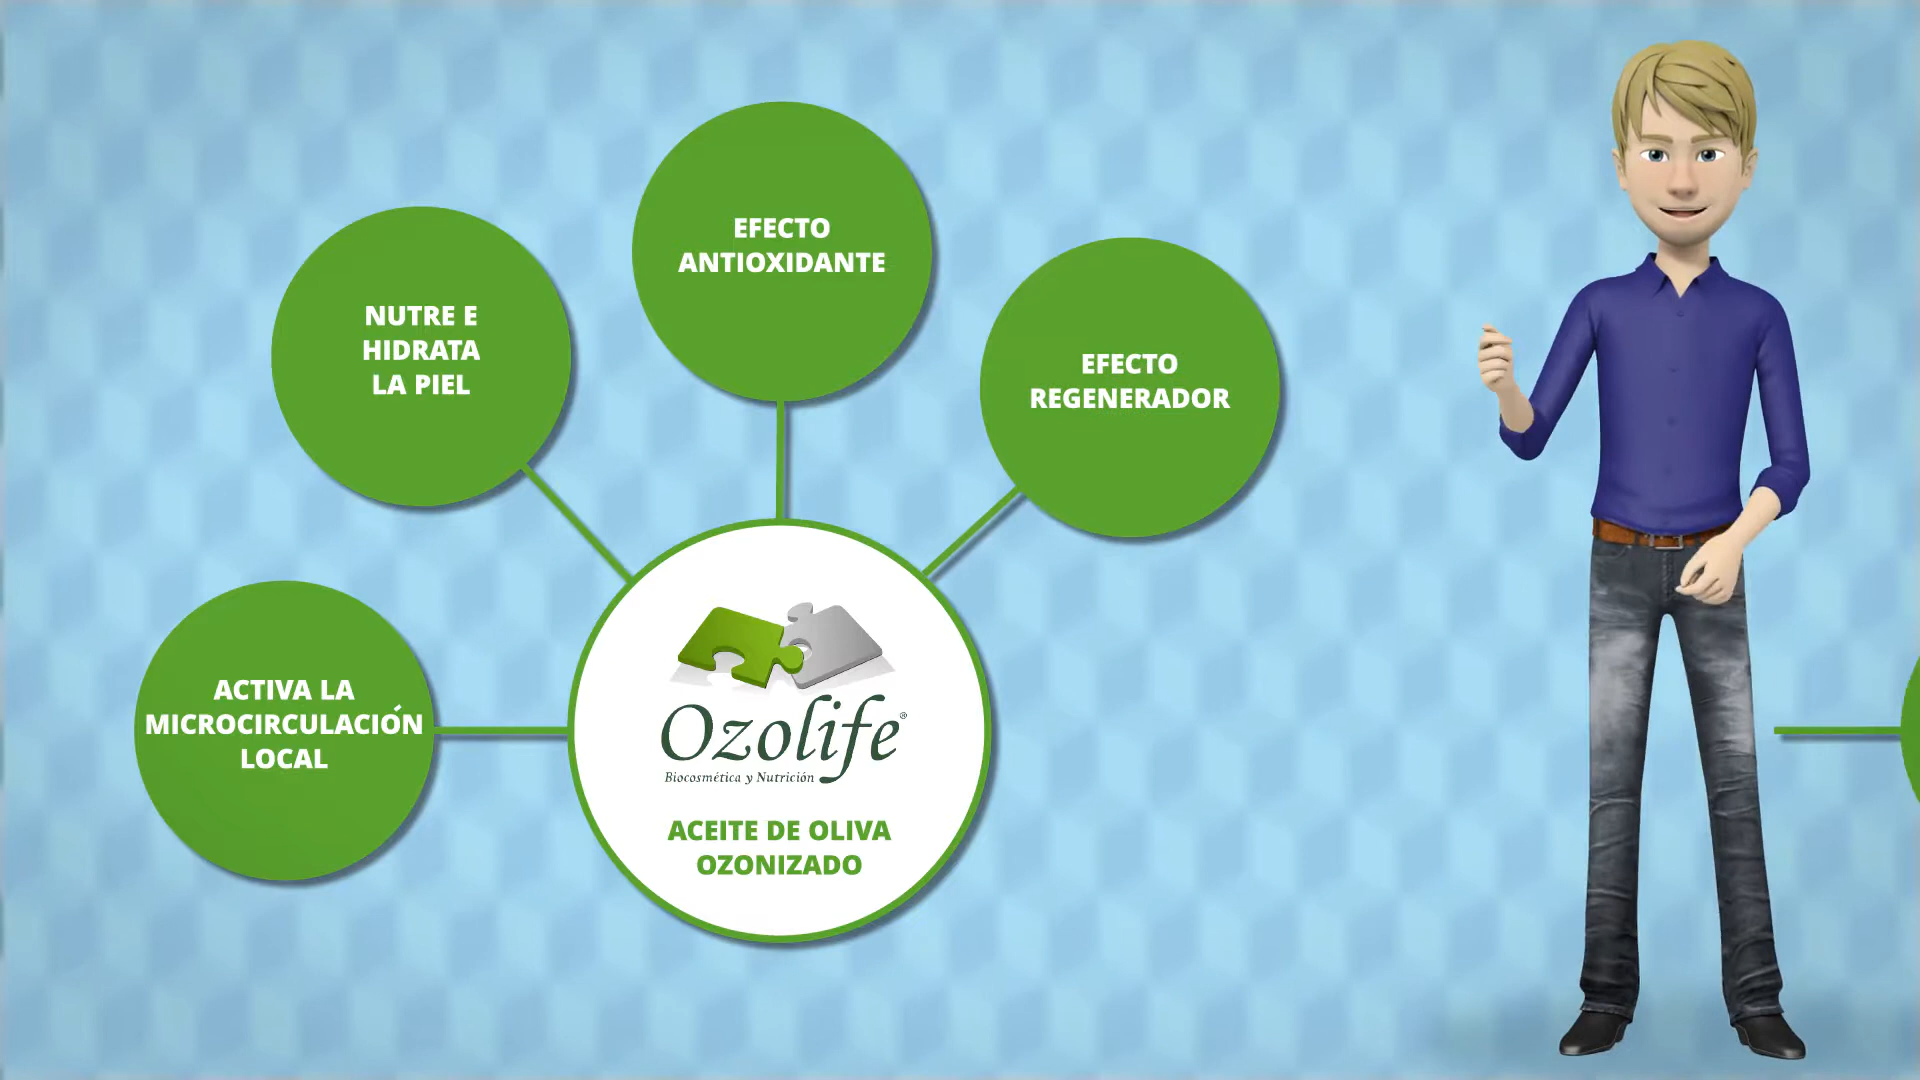 EFECTO
ANTIOXIDANTE
NUTRE E
HIDRATA
LA PIEL
EFECTO
REGENERADOR
ACTIVA LA
MICROCIRCULACIÓN
LOCAL
Ozolife®
Biocosmética y Nutrición
ACEITE DE OLIVA
OZONIZADO